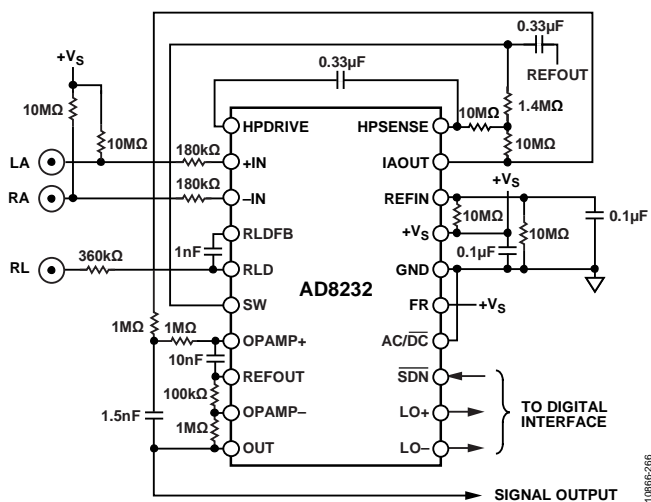 0.33µF
0.33µF
+VS
REFOUT
10MΩ
10MΩ
1.4MΩ
10MΩ
10MΩ
HPDRIVE
HPSENSE
LA
180kΩ
+IN
IAOUT
RA
180kΩ
–IN
REFIN
+VS
10MΩ
10MΩ
0.1µF
0.1µF
RLDFB
+VS
1nF
RL
360kΩ
RLD
GND
AD8232
SW
FR
+VS
1MΩ
1MΩ
OPAMP+
AC/DC
10nF
REFOUT
SDN
100kΩ
1.5nF
OPAMP–
LO+
TO DIGITAL
INTERFACE
1MΩ
OUT
LO–
SIGNAL OUTPUT
10866-266